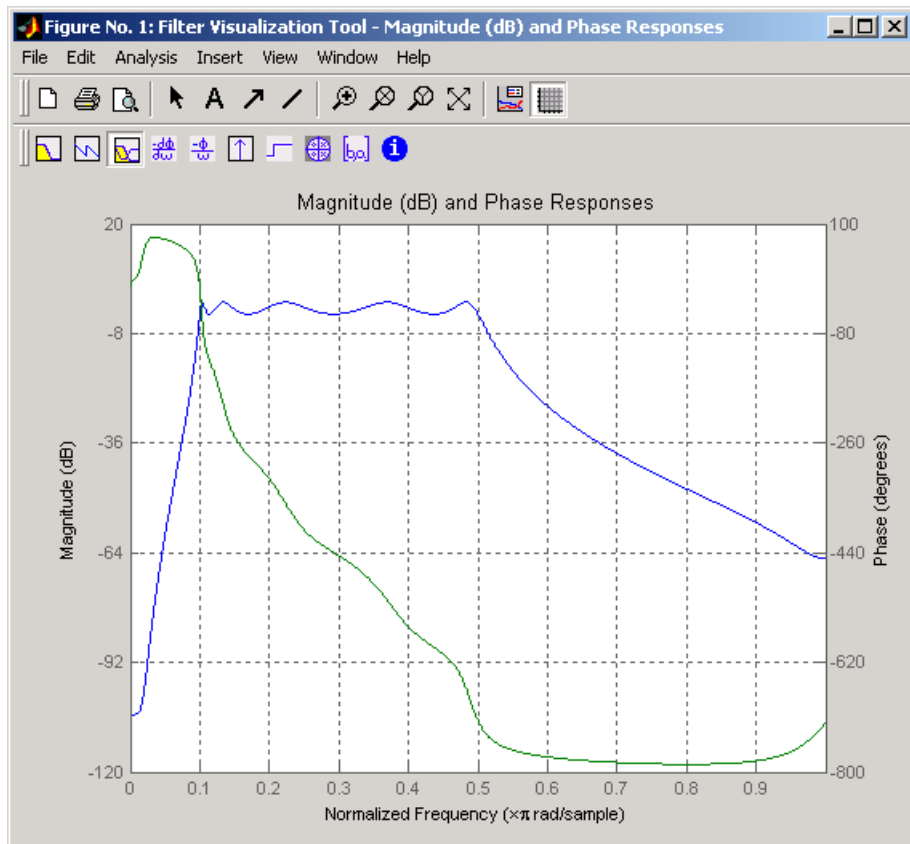 Figure No. 1: Filter Visualization Tool - Magnitude (dB) and Phase Responses
File Edit Analysis Insert View Window Help
A
-dϕ
dω
-ϕ
ω
[b,a]
i
Magnitude (dB) and Phase Responses
20
-8
-36
-64
-92
-120
Magnitude (dB)
100
-80
-260
-440
-620
-800
Phase (degrees)
0 0.1 0.2 0.3 0.4 0.5 0.6 0.7 0.8 0.9
Normalized Frequency (×π rad/sample)